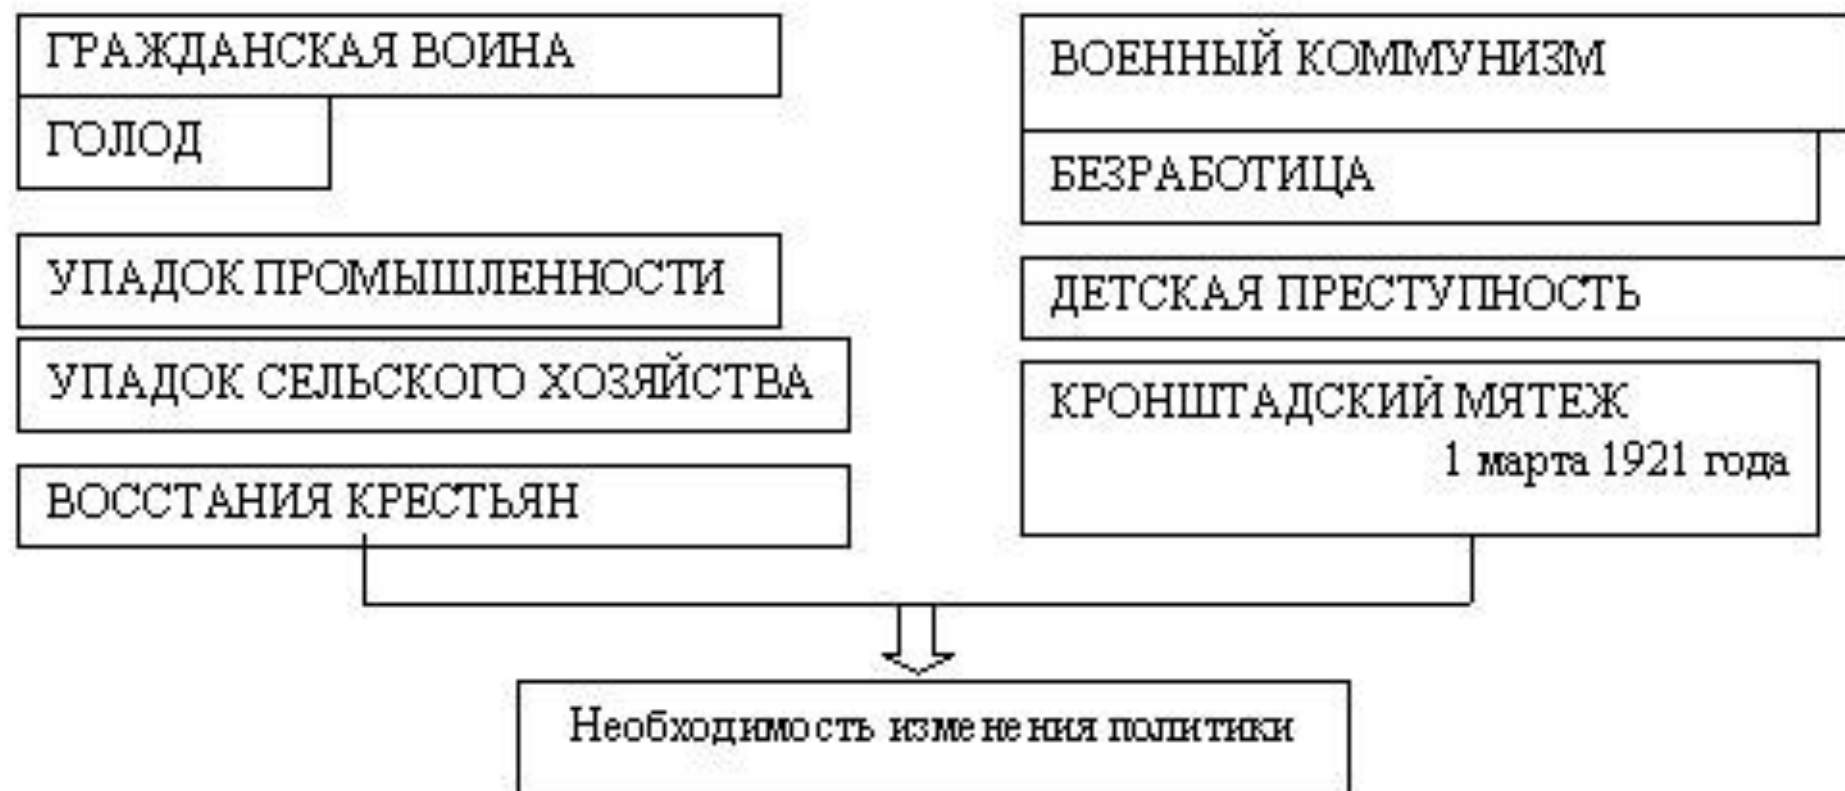 ГРАЖДАНСКАЯ ВОИНА
ГОЛОД
УПАДОК ПРОМЫШЛЕННОСТИ
УПАДОК СЕЛЬСКОГО ХОЗЯЙСТВА
ВОССТАНИЯ КРЕСТЬЯН
ВОЕННЫЙ КОММУНИЗМ
БЕЗРАБОТИЦА
ДЕТСКАЯ ПРЕСТУПНОСТЬ
КРОНШТАДСКИЙ МЯТЕЖ
1 марта 1921 года
Необходимость изменения политики